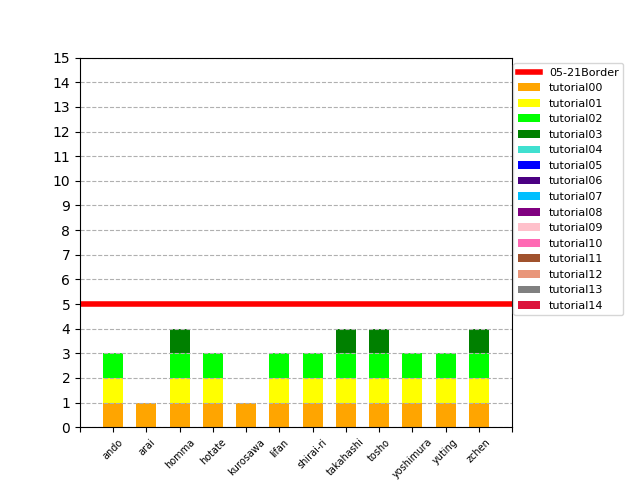 15
14
13
12
11
10
9
8
7
6
5
4
3
2
1
0
ando
arai
homma
hotate
kurosawa
lifan
shirai-ri
takahashi
tosho
yoshimura
yuting
zchen
05-21Border
tutorial00
tutorial01
tutorial02
tutorial03
tutorial04
tutorial05
tutorial06
tutorial07
tutorial08
tutorial09
tutorial10
tutorial11
tutorial12
tutorial13
tutorial14